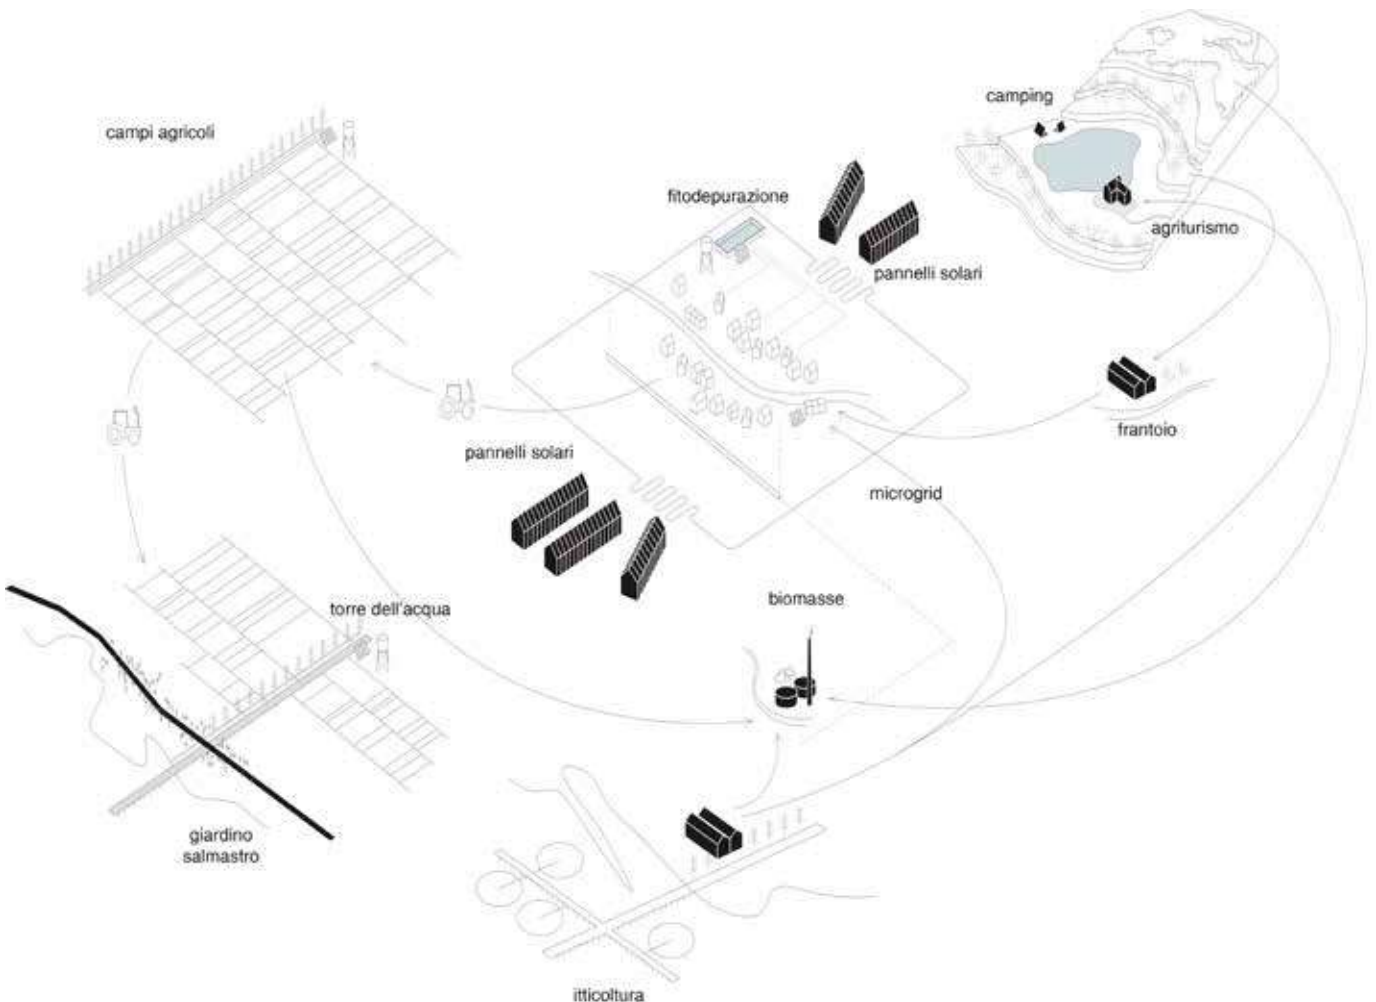 camping
campi agricoli
fitodepurazione
agriturismo
pannelli solari
frantoio
pannelli solari
microgrid
biomasse
torre dell'acqua
giardino
salmastro
itticoltura